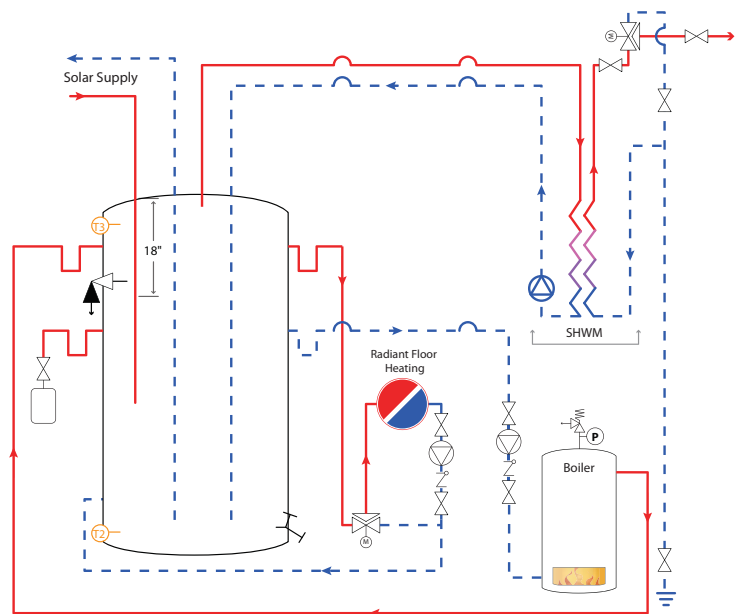 M
Solar Supply
T3
18"
SHWM
Radiant Floor
Heating
P
Boiler
T2
M